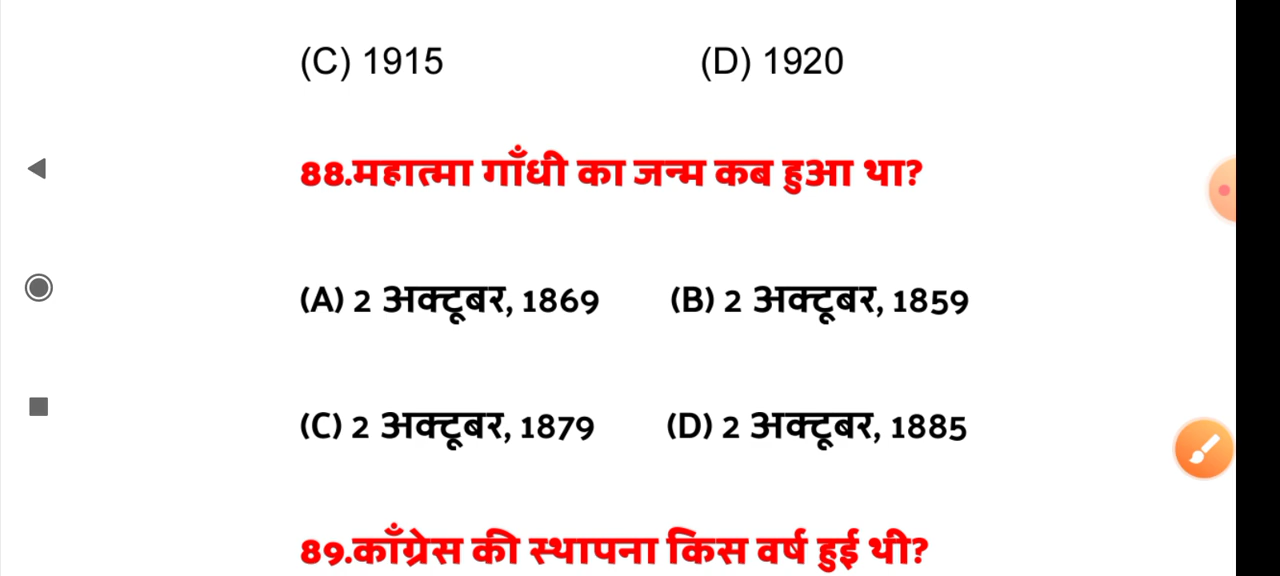 (C) 1915 (D) 1920
88.महात्मा गाँधी का जन्म कब हुआ था?
(A) 2 अक्टूबर, 1869 (B) 2 अक्टूबर, 1859
(C) 2 अक्टूबर, 1879 (D) 2 अक्टूबर, 1885
89.काँग्रेस की स्थापना किस वर्ष हुई थी?